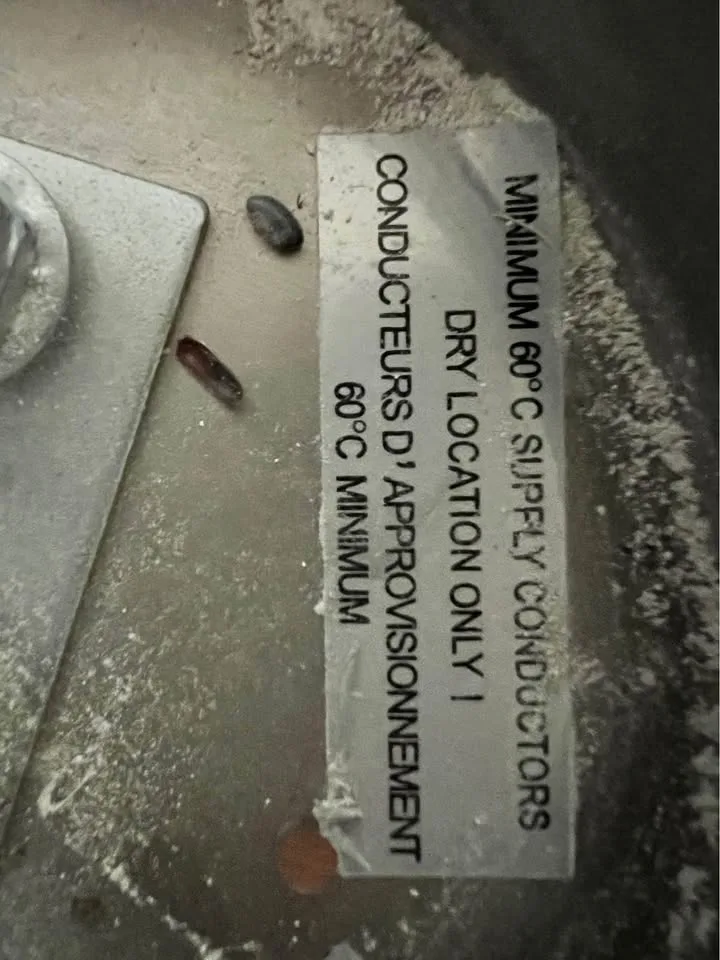 MINIMUM 60°C SUPPLY CONDUCTORS
DRY LOCATION ONLY !
CONDUCTEURS D' APPROVISIONNEMENT
60°C MINIMUM